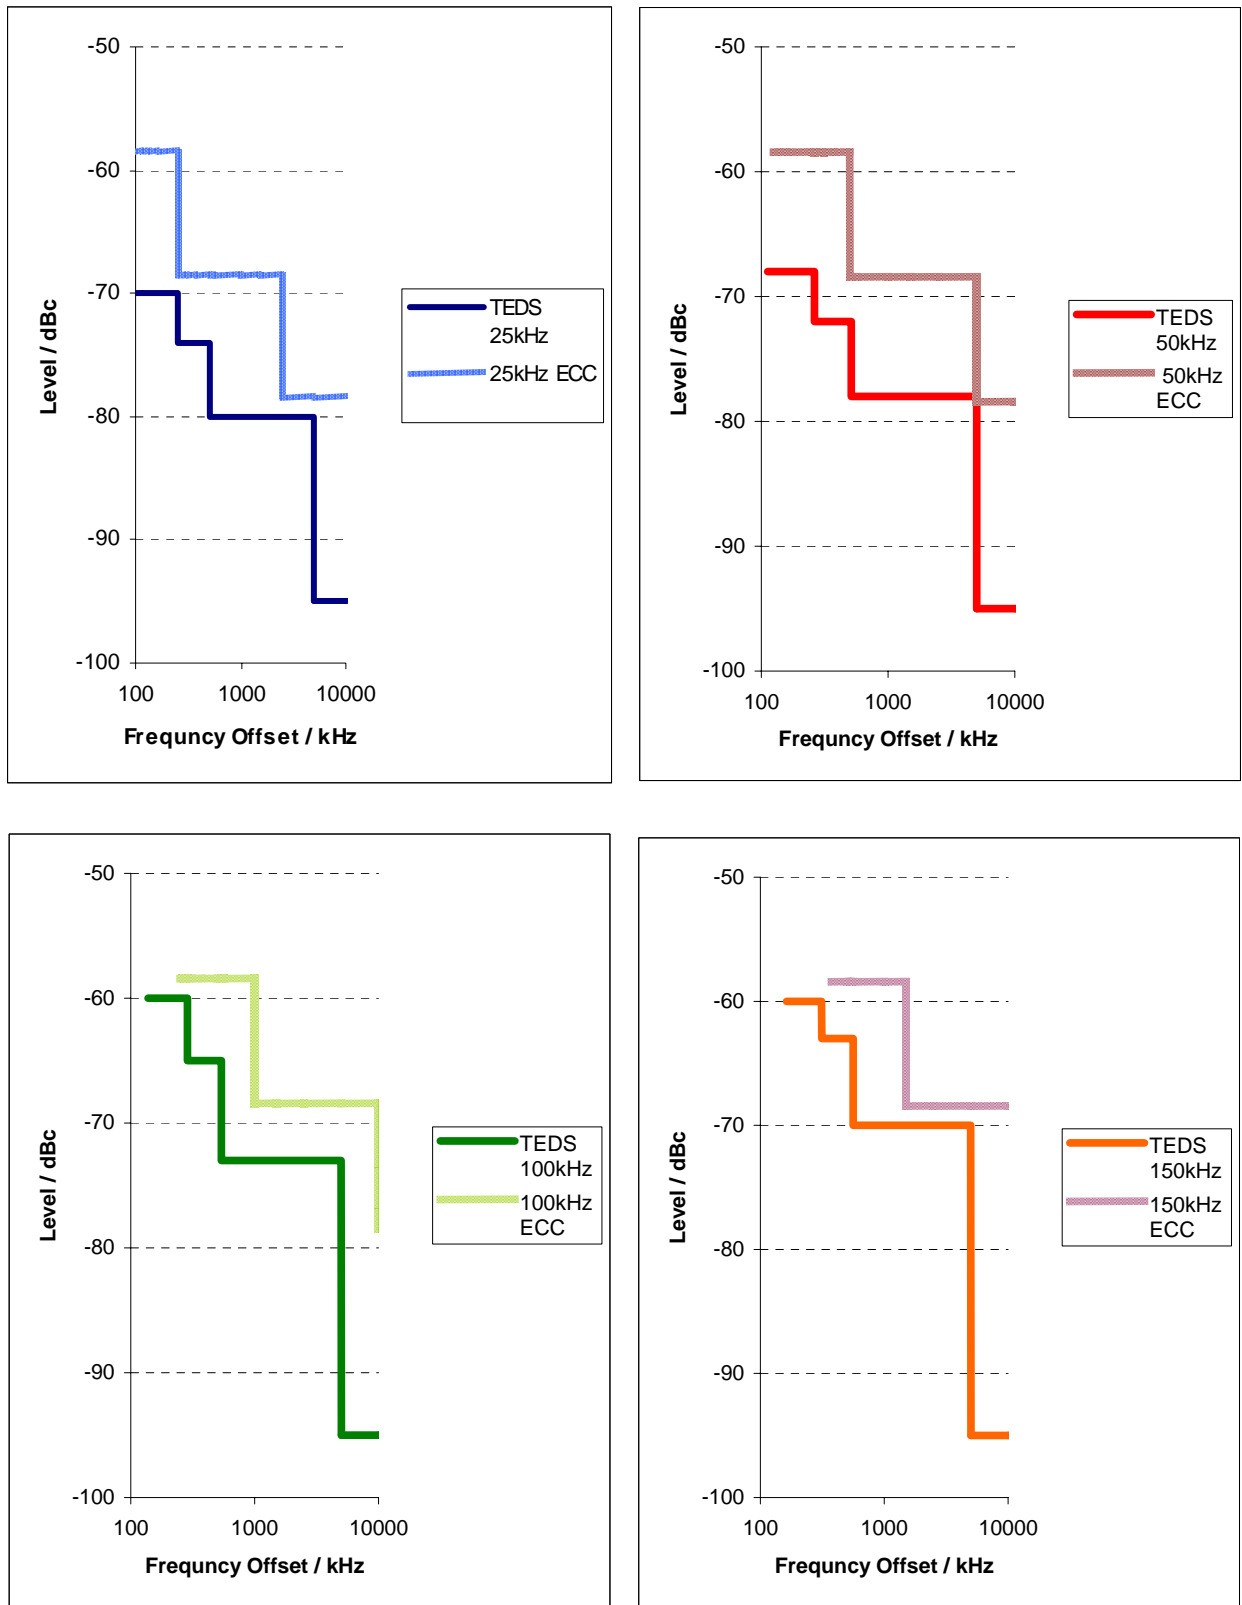 -50
-60
-70
-80
-90
-100
100 1000 10000
Level / dBc
Frequncy Offset / kHz
TEDS
25kHz
25kHz ECC
-50
-60
-70
-80
-90
-100
100 1000 10000
Level / dBc
Frequncy Offset / kHz
TEDS
50kHz
50kHz
ECC
-50
-60
-70
-80
-90
-100
100 1000 10000
Level / dBc
Frequncy Offset / kHz
TEDS
100kHz
100kHz
ECC
-50
-60
-70
-80
-90
-100
100 1000 10000
Level / dBc
Frequncy Offset / kHz
TEDS
150kHz
150kHz
ECC